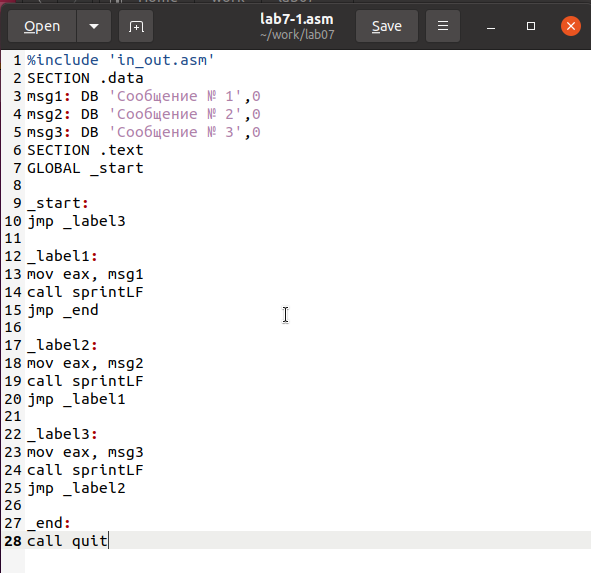 Open
lab7-1.asm
~/work/lab07
Save
1 %include 'in_out.asm'
2 SECTION .data
3 msg1: DB 'Сообщение № 1',0
4 msg2: DB 'Сообщение № 2',0
5 msg3: DB 'Сообщение № 3',0
6 SECTION .text
7 GLOBAL _start
8
9 _start:
10 jmp _label3
11
12 _label1:
13 mov eax, msg1
14 call sprintLF
15 jmp _end
16
17 _label2:
18 mov eax, msg2
19 call sprintLF
20 jmp _label1
21
22 _label3:
23 mov eax, msg3
24 call sprintLF
25 jmp _label2
26
27 _end:
28 call quit